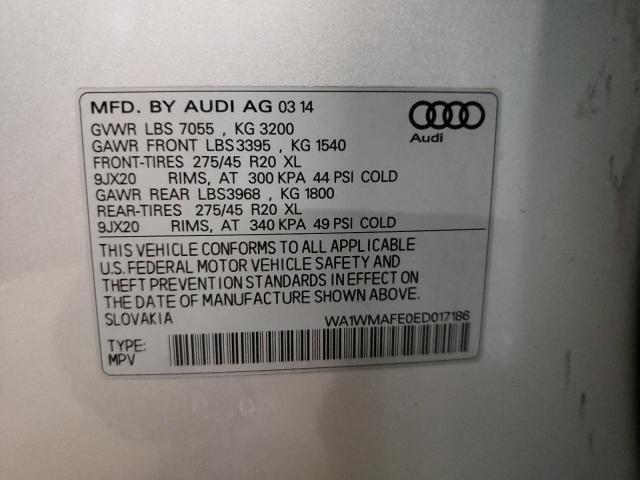 MFD. BY AUDI AG 03 14
GVWR LBS 7055 , KG 3200
GAWR FRONT LBS3395 , KG 1540
FRONT-TIRES 275/45 R20 XL
9JX20 RIMS, AT 300 KPA 44 PSI COLD
GAWR REAR LBS3968 , KG 1800
REAR-TIRES 275/45 R20 XL
9JX20 RIMS, AT 340 KPA 49 PSI COLD
Audi
THIS VEHICLE CONFORMS TO ALL APPLICABLE
U.S. FEDERAL MOTOR VEHICLE SAFETY AND
THEFT PREVENTION STANDARDS IN EFFECT ON
THE DATE OF MANUFACTURE SHOWN ABOVE.
SLOVAKIA WA1WMAFE0ED017186
TYPE:
MPV